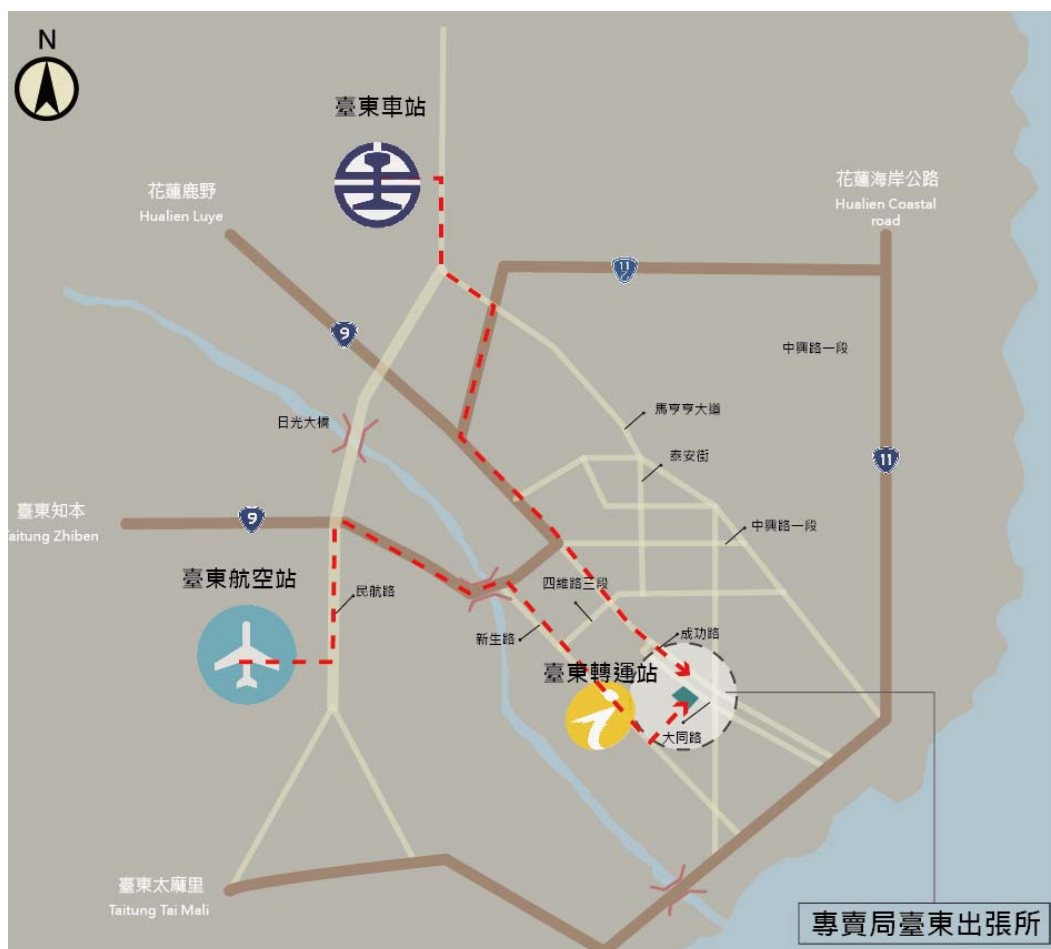 N
臺東車站
花蓮鹿野
Hualien Luye
花蓮海岸公路
Hualien Coastal
road
11
乙
9
中興路一段
馬亨亨大道
日光大橋
泰安街
11
臺東知本
aitung Zhiben
9
中興路一段
臺東航空站
四維路三段
民航路
新生路
成功路
臺東轉運站
大同路
臺東太麻里
Taitung Tai Mali
專賣局臺東出張所